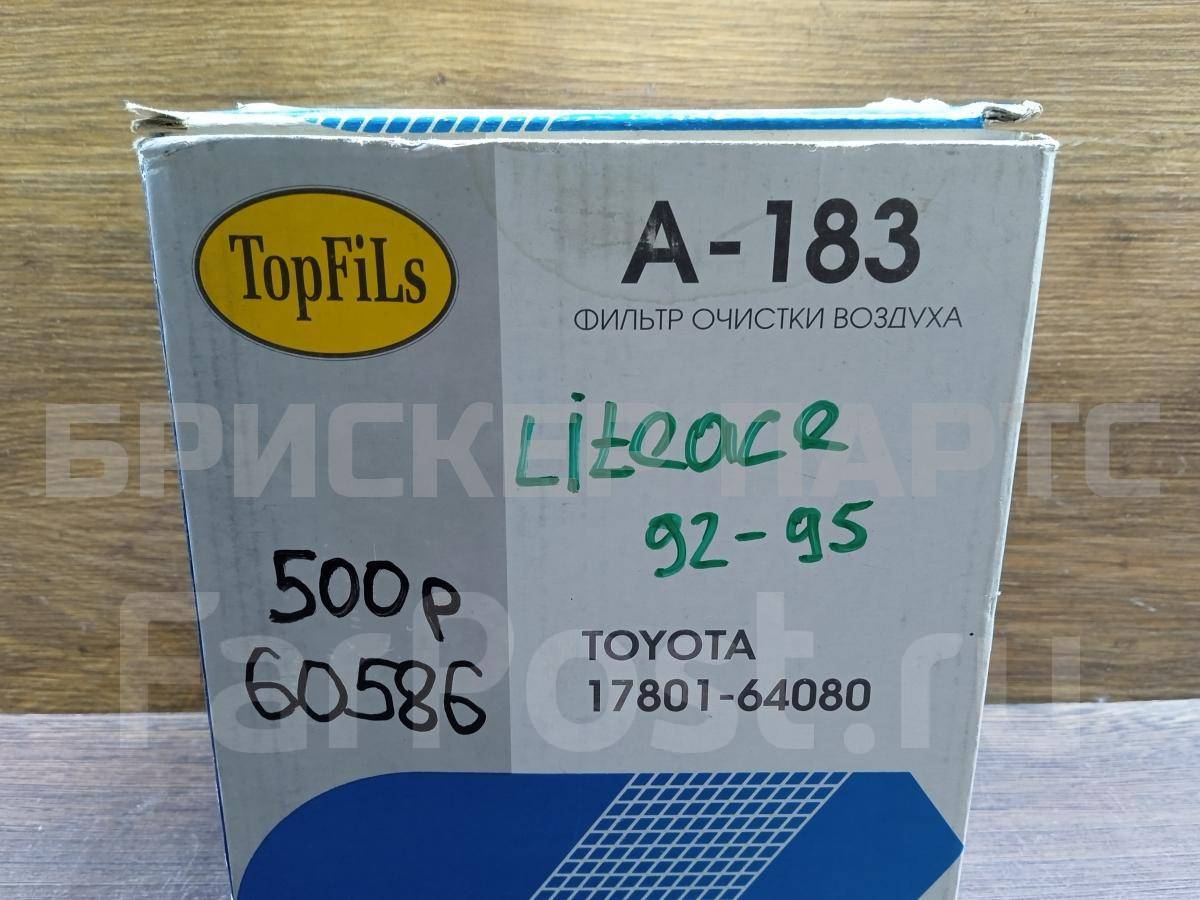 TopFiLs
A-183
ФИЛЬТР ОЧИСТКИ ВОЗДУХА
Liteace
92-95
500р
60586
TOYOTA
17801-64080
БРИСКЕР ПАРТС
FarPost.ru